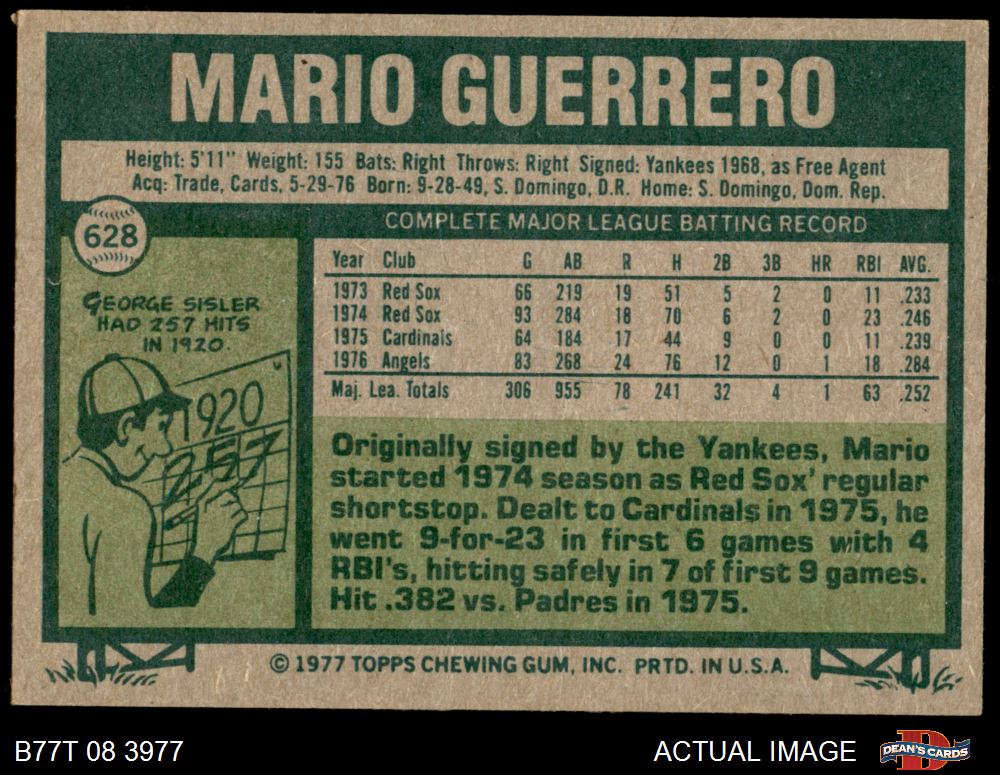 MARIO GUERRERO
Height: 5'11" Weight: 155 Bats: Right Throws: Right Signed: Yankees 1968, as Free Agent
Acq: Trade, Cards, 5-29-76 Born: 9-28-49, S. Domingo, D.R. Home: S. Domingo, Dom. Rep.
628
COMPLETE MAJOR LEAGUE BATTING RECORD
Year Club G AB R H 2B 3B HR RBI AVG.
1973 Red Sox 66 219 19 51 5 2 0 11 .233
1974 Red Sox 93 284 18 70 6 2 0 23 .246
1975 Cardinals 64 184 17 44 9 0 0 11 .239
1976 Angels 83 268 24 76 12 0 1 18 .284
Maj. Lea. Totals 306 955 78 241 32 4 1 63 .252
GEORGE SISLER
HAD 257 HITS
IN 1920.
1920
257
Originally signed by the Yankees, Mario
started 1974 season as Red Sox' regular
shortstop. Dealt to Cardinals in 1975, he
went 9-for-23 in first 6 games with 4
RBI's, hitting safely in 7 of first 9 games.
Hit .382 vs. Padres in 1975.
© 1977 TOPPS CHEWING GUM, INC. PRTD. IN U.S.A.
B77T 08 3977
ACTUAL IMAGE
D
DEAN'S CARDS